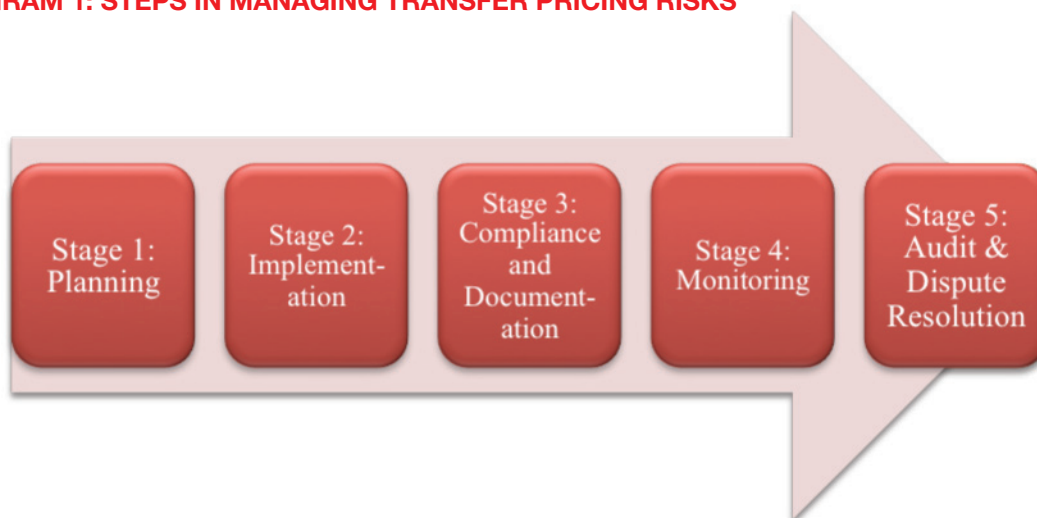 RAM 1: STEPS IN MANAGING TRANSFER PRICING RISKS
Stage 1:
Planning
Stage 2:
Implement-
ation
Stage 3:
Compliance
and
Document-
ation
Stage 4:
Monitoring
Stage 5:
Audit &
Dispute
Resolution